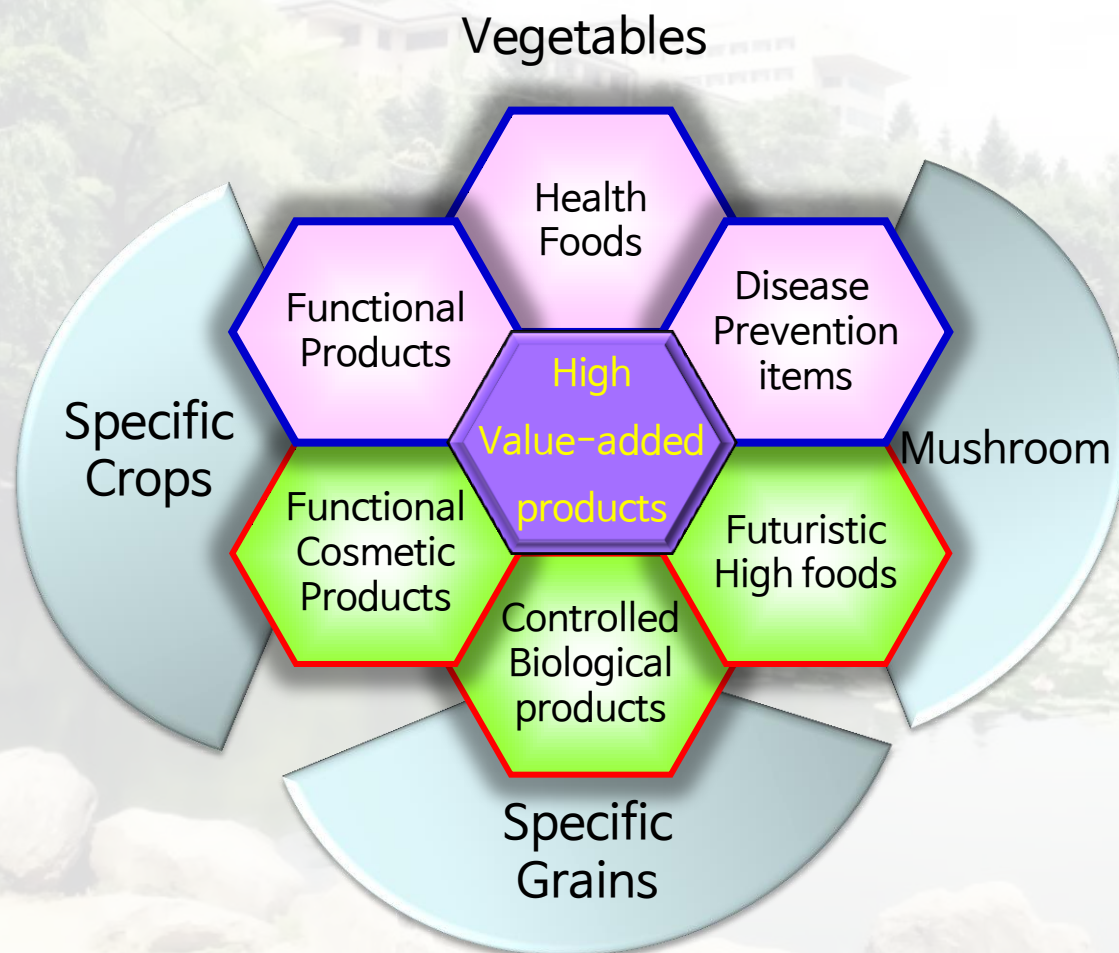 Vegetables
Health
Foods
Functional
Products
Disease
Prevention
items
High
Value-added
products
Specific
Crops
Mushroom
Functional
Cosmetic
Products
Futuristic
High foods
Controlled
Biological
products
Specific
Grains